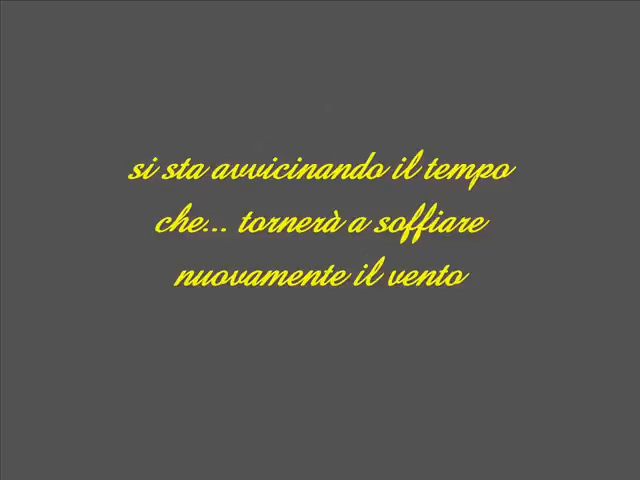 si sta avvicinando il tempo
che... tornerà a soffiare
nuovamente il vento